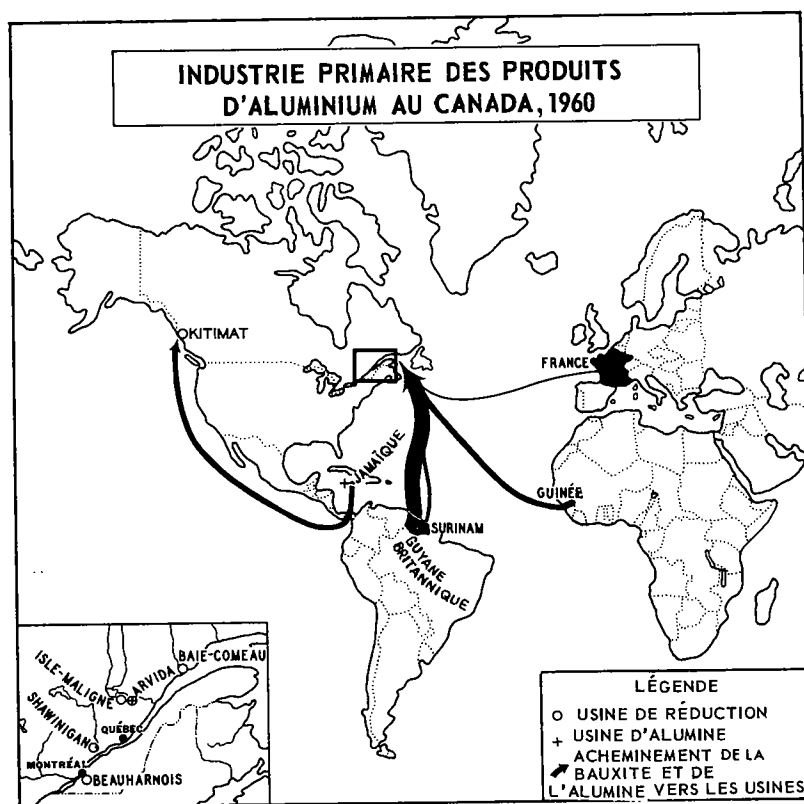 INDUSTRIE PRIMAIRE DES PRODUITS
D'ALUMINIUM AU CANADA, 1960
KITIMAT
FRANCE
JAMAÏQUE
GUINÉE
SURINAM
GUYANE
BRITANNIQUE
BAIE-COMEAU
ISLE-MALIGNE
ARVIDA
SHAWINIGAN
QUÉBEC
MONTRÉAL
BEAUHARNOIS
LÉGENDE
USINE DE RÉDUCTION
USINE D'ALUMINE
ACHEMINEMENT DE LA
BAUXITE ET DE
L'ALUMINE VERS LES USINES